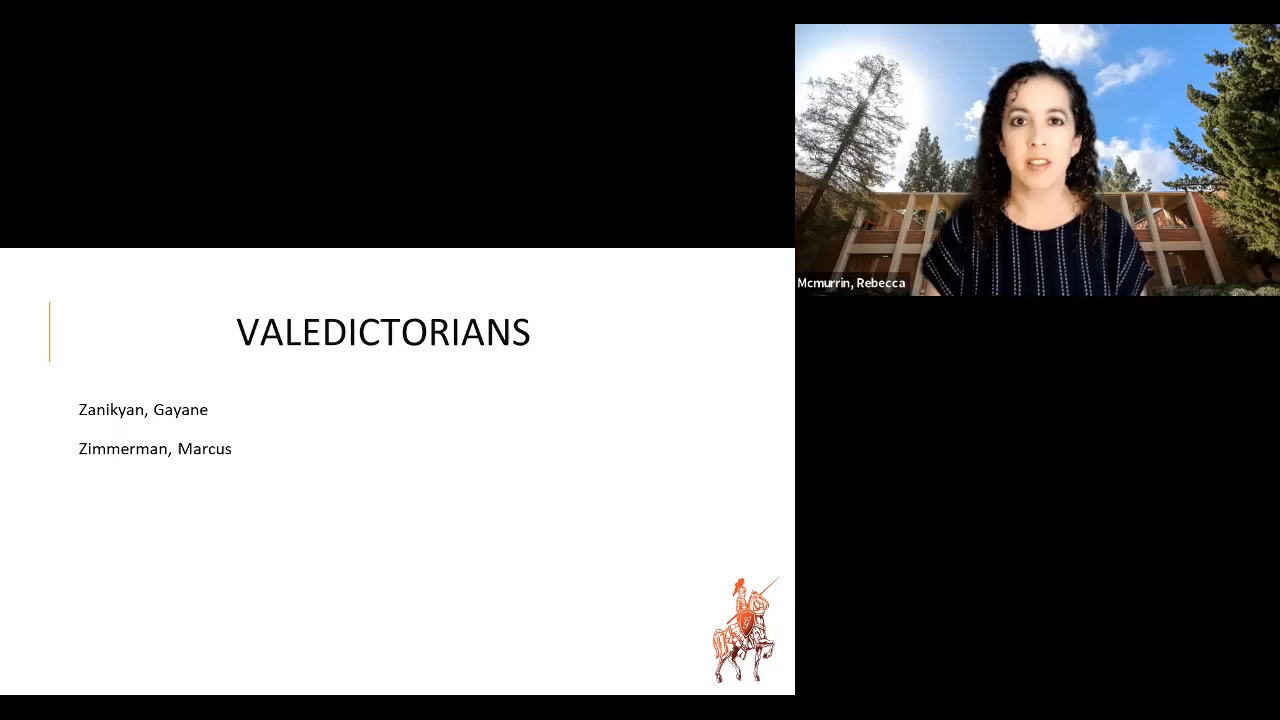 VALEDICTORIANS
Zanikyan, Gayane
Zimmerman, Marcus
Mcmurrin, Rebecca